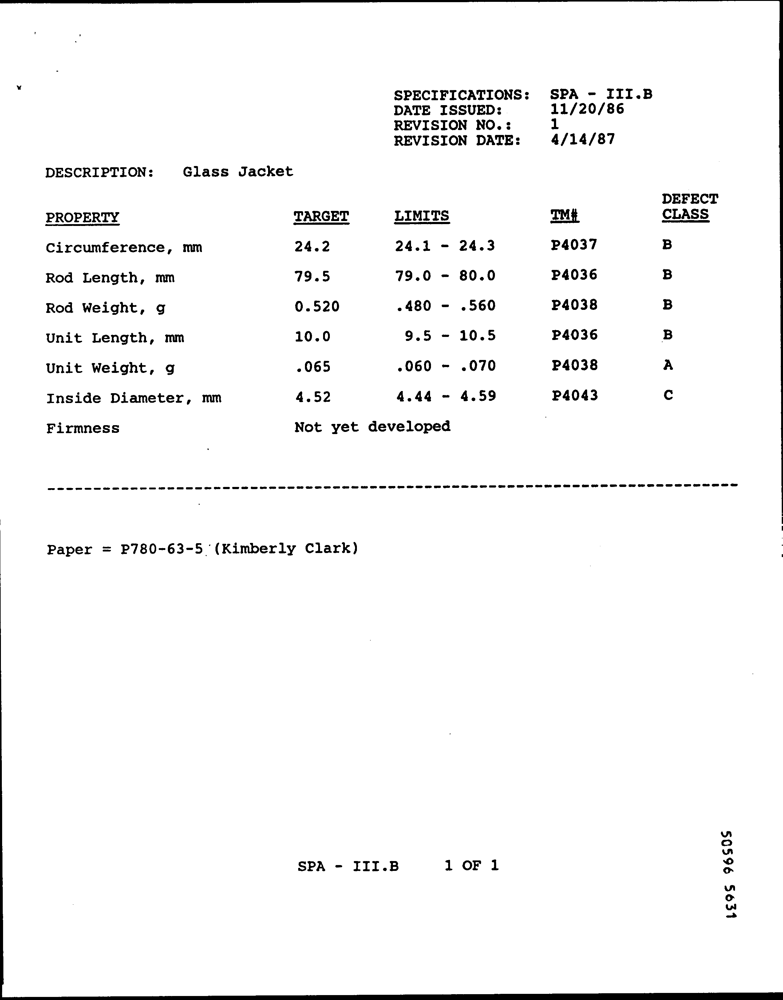 SPECIFICATIONS: SPA - III.B
DATE ISSUED: 11/20/86
REVISION NO.: 1
REVISION DATE: 4/14/87
DESCRIPTION: Glass Jacket
PROPERTY TARGET LIMITS TM# DEFECT CLASS
Circumference, mm 24.2 24.1 - 24.3 P4037 B
Rod Length, mm 79.5 79.0 - 80.0 P4036 B
Rod Weight, g 0.520 .480 - .560 P4038 B
Unit Length, mm 10.0 9.5 - 10.5 P4036 B
Unit Weight, g .065 .060 - .070 P4038 A
Inside Diameter, mm 4.52 4.44 - 4.59 P4043 C
Firmness Not yet developed
Paper = P780-63-5 (Kimberly Clark)
SPA - III.B 1 OF 1
50596 5631